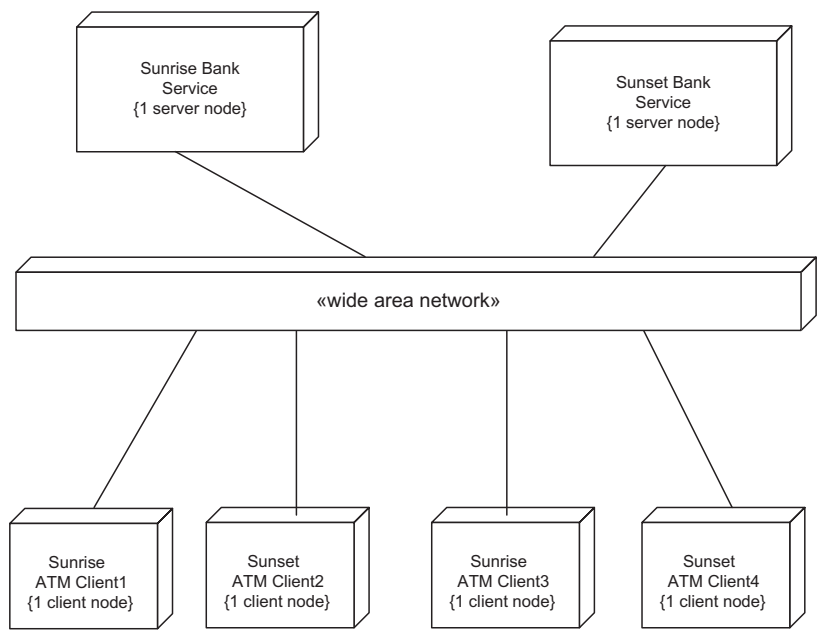 Sunrise Bank
Service
{1 server node}
Sunset Bank
Service
{1 server node}
«wide area network»
Sunrise
ATM Client1
{1 client node}
Sunset
ATM Client2
{1 client node}
Sunrise
ATM Client3
{1 client node}
Sunset
ATM Client4
{1 client node}